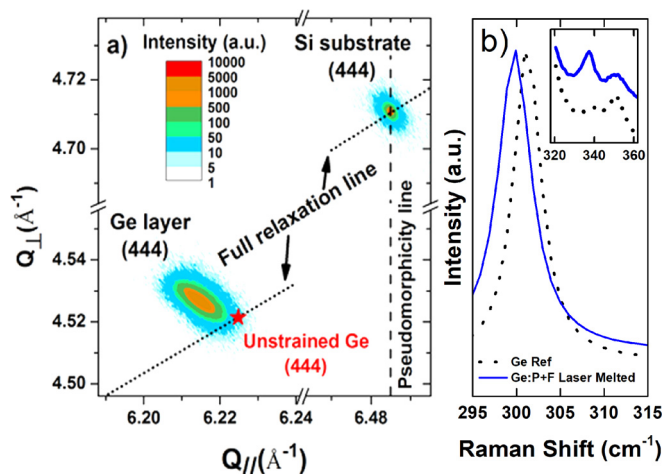 a) Intensity (a.u.)
10000
5000
1000
500
100
50
10
5
1
Si substrate
(444)
Ge layer
(444)
Full relaxation line
Pseudomorphicity line
Unstrained Ge
(444)
Q⊥(Å⁻¹)
4.72
4.70
4.54
4.52
4.50
6.20
6.22
6.24
6.48
Q//(Å⁻¹)
b)
320
340
360
Intensity (a.u.)
Ge Ref
Ge:P+F Laser Melted
295
300
305
310
315
Raman Shift (cm⁻¹)